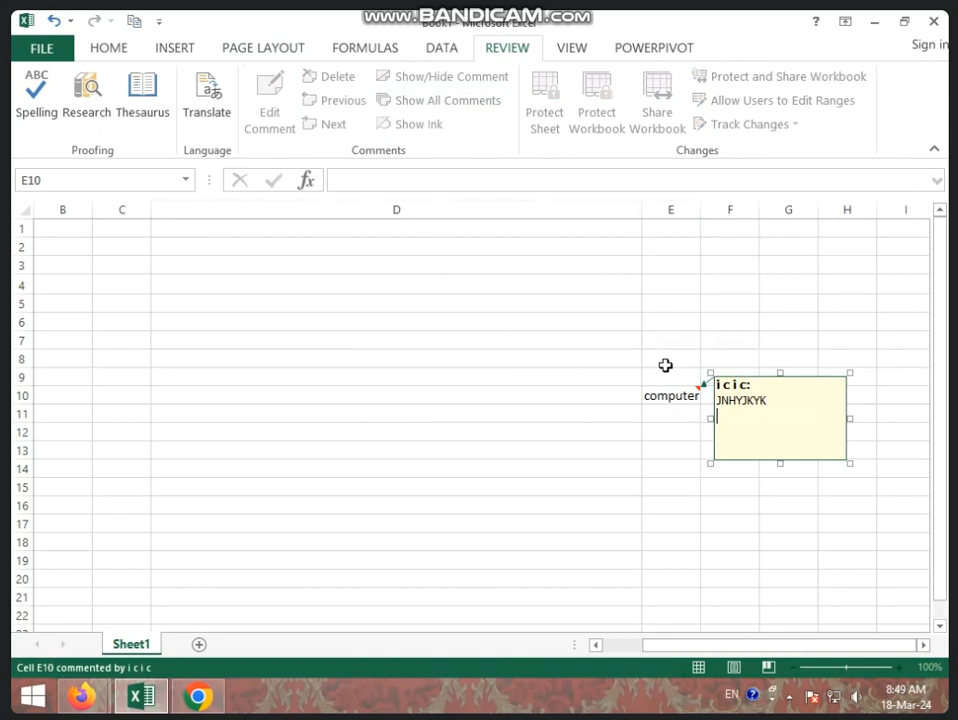 www.BANDICAM.com
Book1 - Microsoft Excel
?
FILE HOME INSERT PAGE LAYOUT FORMULAS DATA REVIEW VIEW POWERPIVOT Sign in
ABC
Spelling Research Thesaurus
Proofing
Translate
Language
Edit Comment
Delete
Previous
Next
Show/Hide Comment
Show All Comments
Show Ink
Comments
Protect Sheet
Protect Workbook
Share Workbook
Protect and Share Workbook
Allow Users to Edit Ranges
Track Changes
Changes
E10
fx
B C D E F G H I
1
2
3
4
5
6
7
8
9
i c i c:
JNHYJKYK
10 computer
11
12
13
14
15
16
17
18
19
20
21
22
Sheet1
Cell E10 commented by i c i c
100%
EN
8:49 AM
18-Mar-24